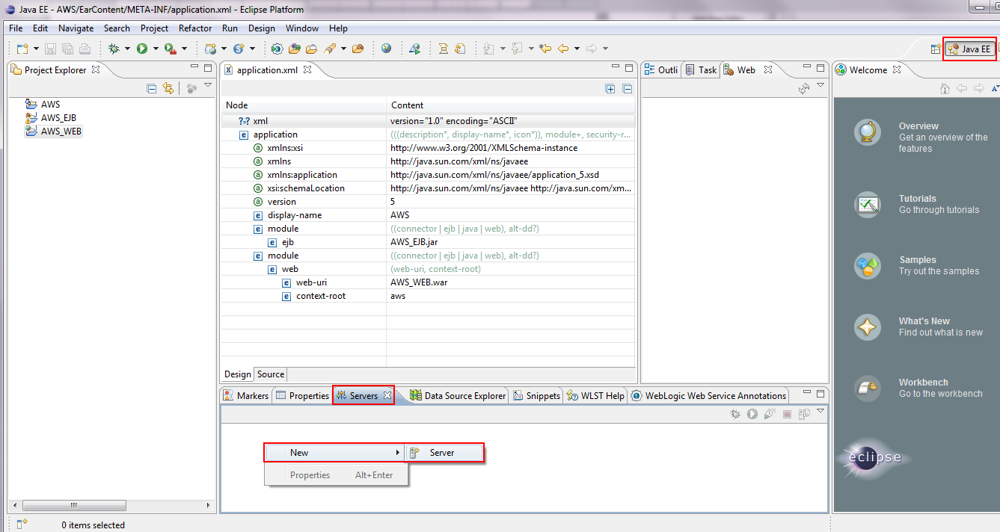 Java EE - AWS/EarContent/META-INF/application.xml - Eclipse Platform
File Edit Navigate Search Project Refactor Run Design Window Help
Java EE
Project Explorer
AWS
AWS_EJB
AWS_WEB
application.xml
Node Content
xml version="1.0" encoding="ASCII"
application (((description*, display-name*, icon*)), module+, security-r...
xmlns:xsi http://www.w3.org/2001/XMLSchema-instance
xmlns http://java.sun.com/xml/ns/javaee
xmlns:application http://java.sun.com/xml/ns/javaee/application_5.xsd
xsi:schemaLocation http://java.sun.com/xml/ns/javaee http://java.sun.com/xm...
version 5
display-name AWS
module ((connector | ejb | java | web), alt-dd?)
ejb AWS_EJB.jar
module ((connector | ejb | java | web), alt-dd?)
web (web-uri, context-root)
web-uri AWS_WEB.war
context-root aws
Design Source
Outli Task Web
Welcome
Overview
Get an overview of the
features
Tutorials
Go through tutorials
Samples
Try out the samples
What's New
Find out what is new
Workbench
Go to the workbench
eclipse
Markers Properties Servers Data Source Explorer Snippets WLST Help WebLogic Web Service Annotations
New Server
Properties Alt+Enter
0 items selected